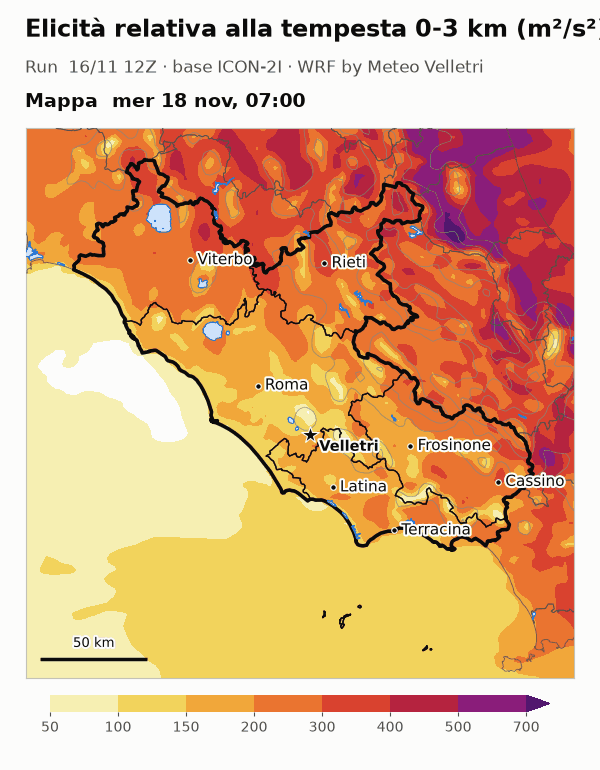 Elicità relativa alla tempesta 0-3 km (m²/s²)
Run 16/11 12Z · base ICON-2I · WRF by Meteo Velletri
Mappa mer 18 nov, 07:00
Viterbo
Rieti
Roma
Velletri
Frosinone
Latina
Cassino
Terracina
50 km
50 100 150 200 300 400 500 700